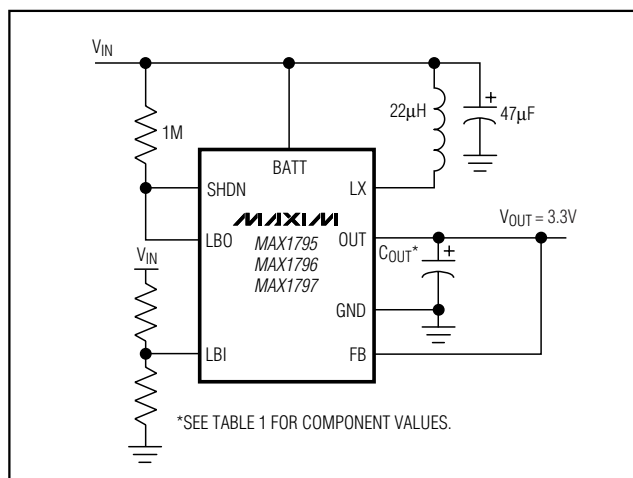 VIN
1M
22µH
+
47µF
BATT
SHDN
LX
MAXIM
VOUT = 3.3V
LBO
MAX1795
OUT
COUT*
+
VIN
MAX1796
MAX1797
GND
LBI
FB
*SEE TABLE 1 FOR COMPONENT VALUES.